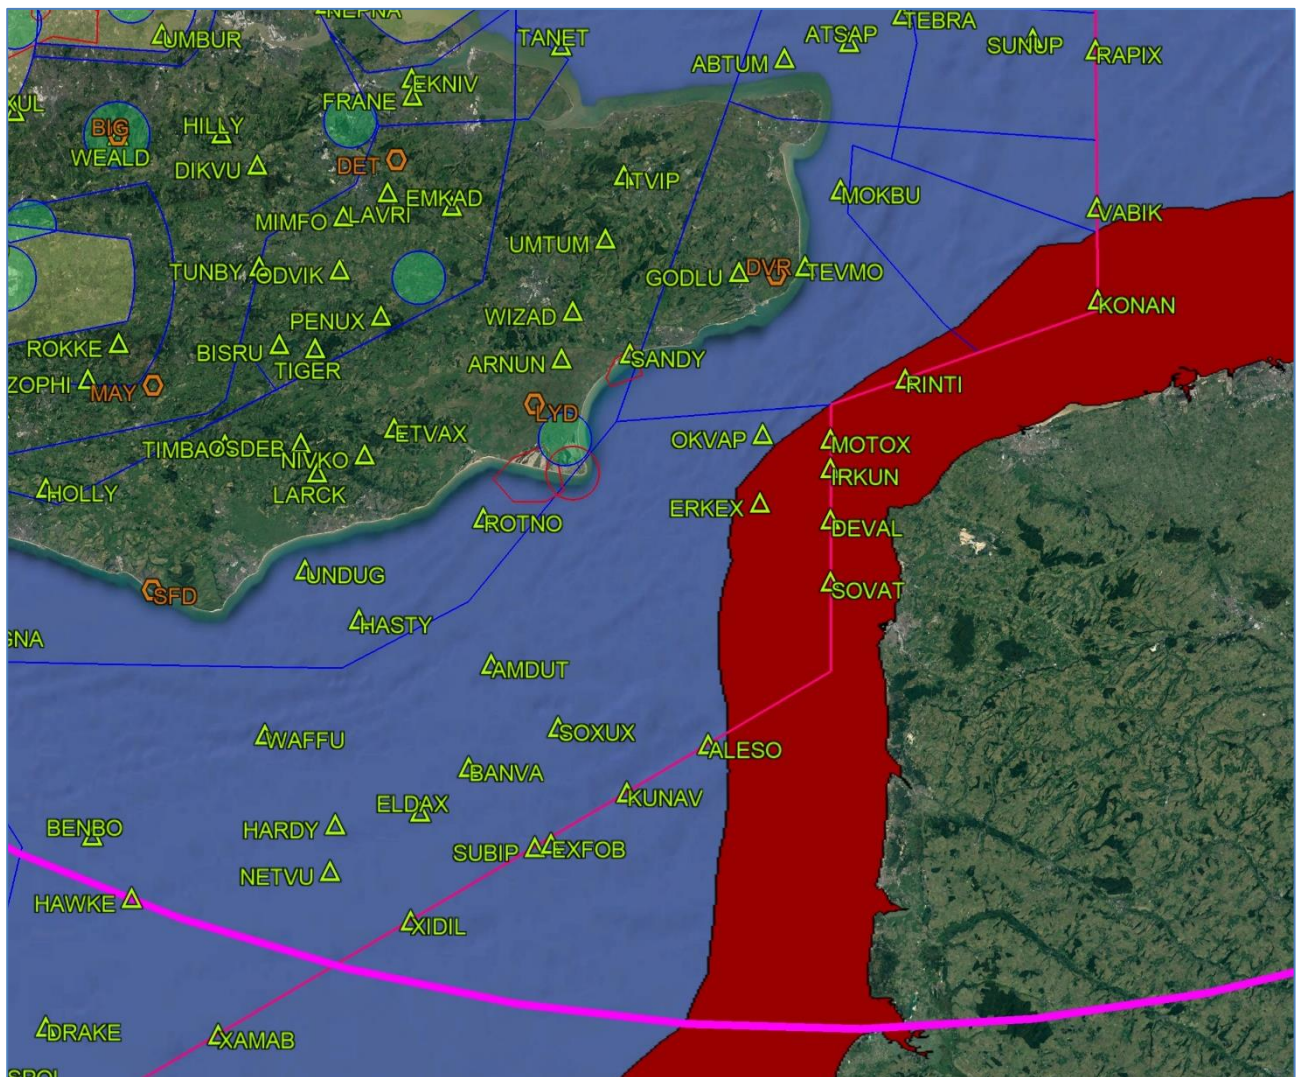 NEPNA
TEBRA
UMBUR
TANET
ATSAP
SUNUP
RAPIX
ABTUM
EKNIV
FRANE
XUL
BIG
HILLY
WEALD
DIKVU
DET
ITVIP
MOKBU
EMKAD
LAVRI
MIMFO
VABIK
UMTUM
TUNBY
ODVIK
GODLU
DVR
TEVMO
KONAN
PENUX
WIZAD
ROKKE
BISRU
TIGER
ARNUN
SANDY
ZOPHI
MAY
RINTI
LYD
ETVAX
OKVAP
MOTOX
TIMBA
OSDEB
NIVKO
IRKUN
HOLLY
LARCK
ERKEX
ROTNO
DEVAL
UNDUG
SFD
SOVAT
HASTY
GNA
AMDUT
WAFFU
SOXUX
ALESO
BANVA
KUNAV
ELDAX
BENBO
HARDY
SUBIP
EXFOB
NETVU
HAWKE
XIDIL
DRAKE
XAMAB